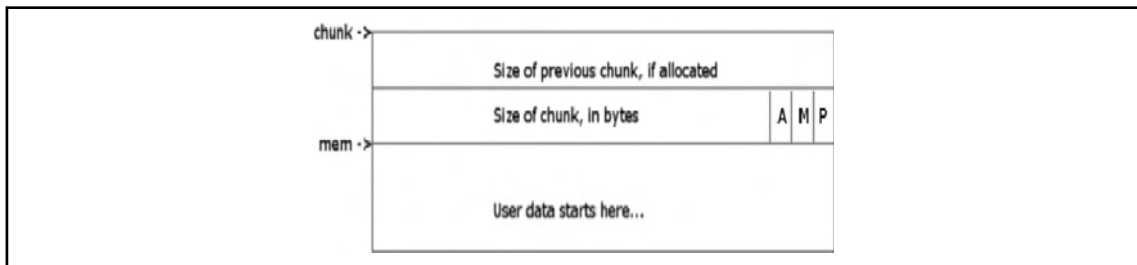 chunk ->
Size of previous chunk, if allocated
Size of chunk, in bytes A M P
mem ->
User data starts here...